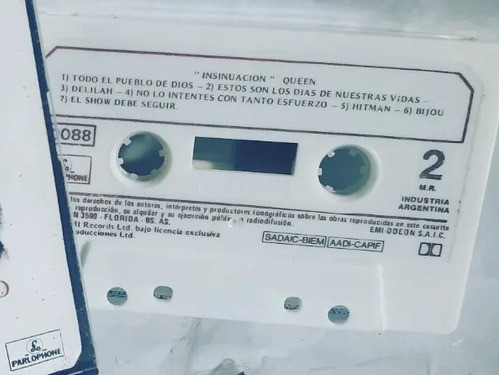 "INSINUACION" QUEEN
1) TODO EL PUEBLO DE DIOS - 2) ESTOS SON LOS DIAS DE NUESTRAS VIDAS -
3) DELILAH - 4) NO LO INTENTES CON TANTO ESFUERZO - 5) HITMAN - 6) BIJOU
7) EL SHOW DEBE SEGUIR.
088
PHONE
2
M.R.
INDUSTRIA
ARGENTINA
los derechos de los autores, intérpretes y productores fonográficos sobre las obras reproducidas en este cassette
reproducción, su alquiler y su ejecución pública y radiodifusión.
EMI-ODEON S.A.I.C.
N 3590 - FLORIDA - BS. AS.
Records Ltd. bajo licencia exclusiva
oducciones Ltd.
SADAIC-BIEM AADI-CAPIF
PARLOPHONE